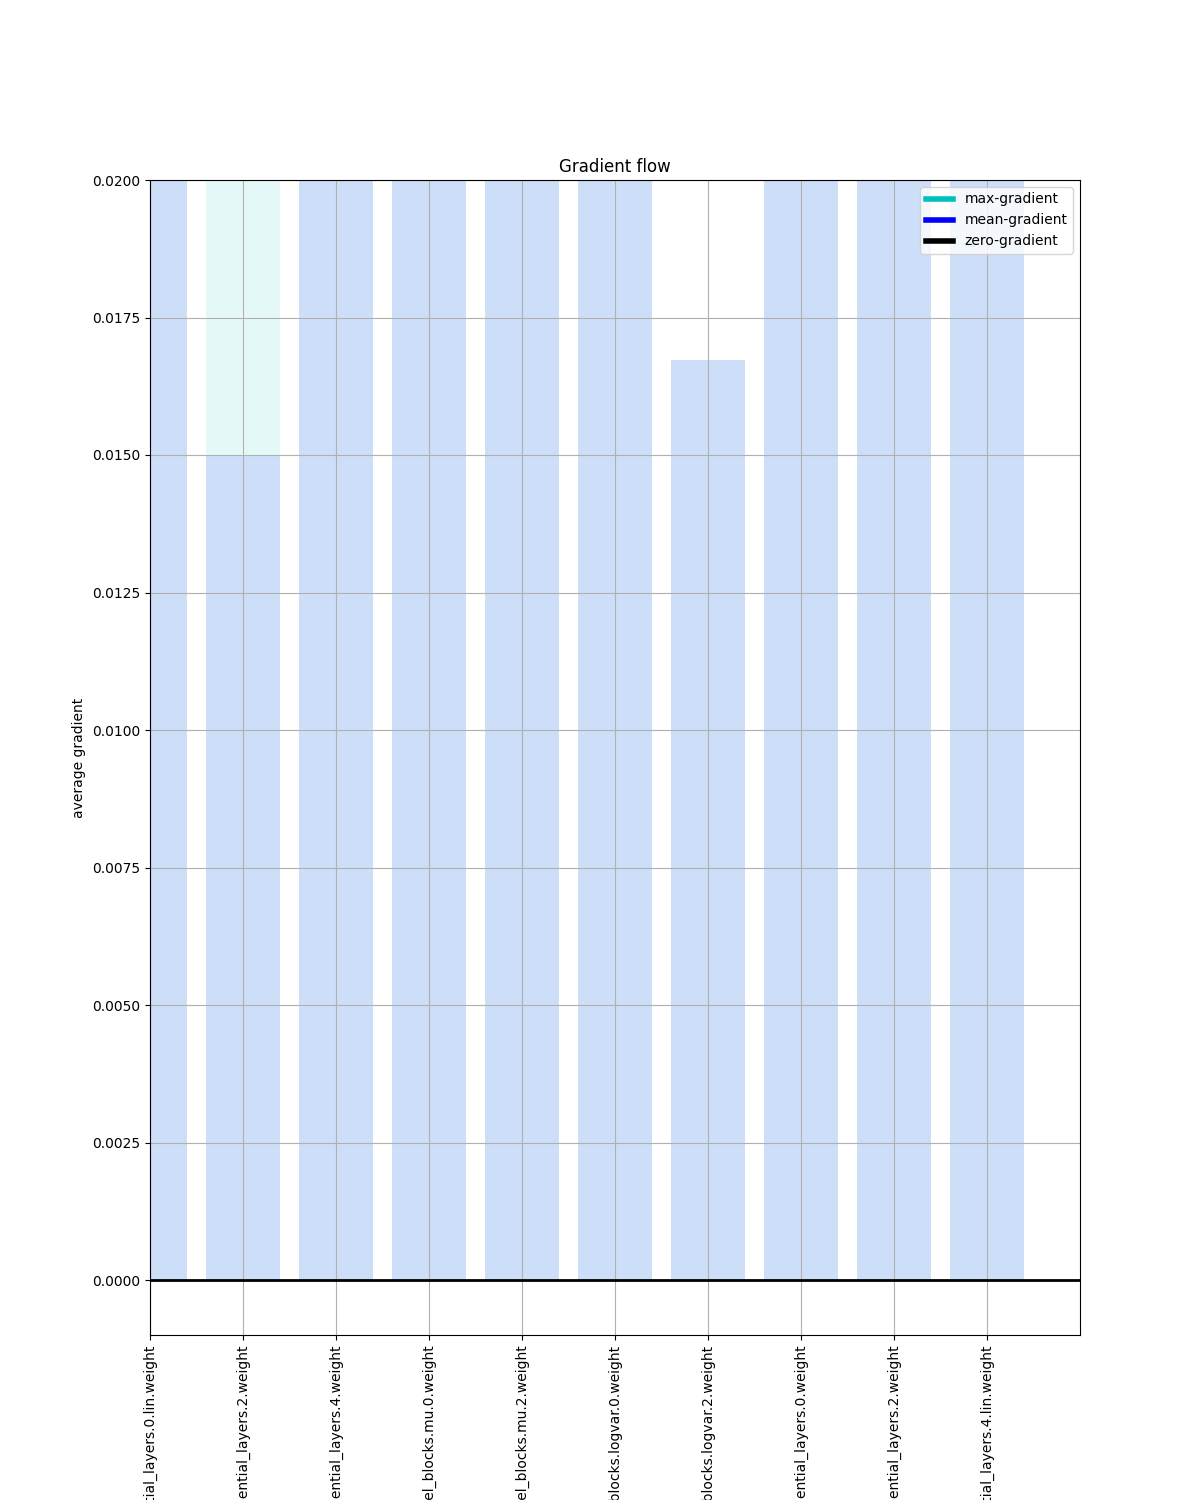 Gradient flow
0.0200
0.0175
0.0150
0.0125
0.0100
0.0075
0.0050
0.0025
0.0000
average gradient
max-gradient
mean-gradient
zero-gradient
tial_layers.0.lin.weight
ential_layers.2.weight
ential_layers.4.weight
el_blocks.mu.0.weight
el_blocks.mu.2.weight
blocks.logvar.0.weight
blocks.logvar.2.weight
ential_layers.0.weight
ential_layers.2.weight
tial_layers.4.lin.weight